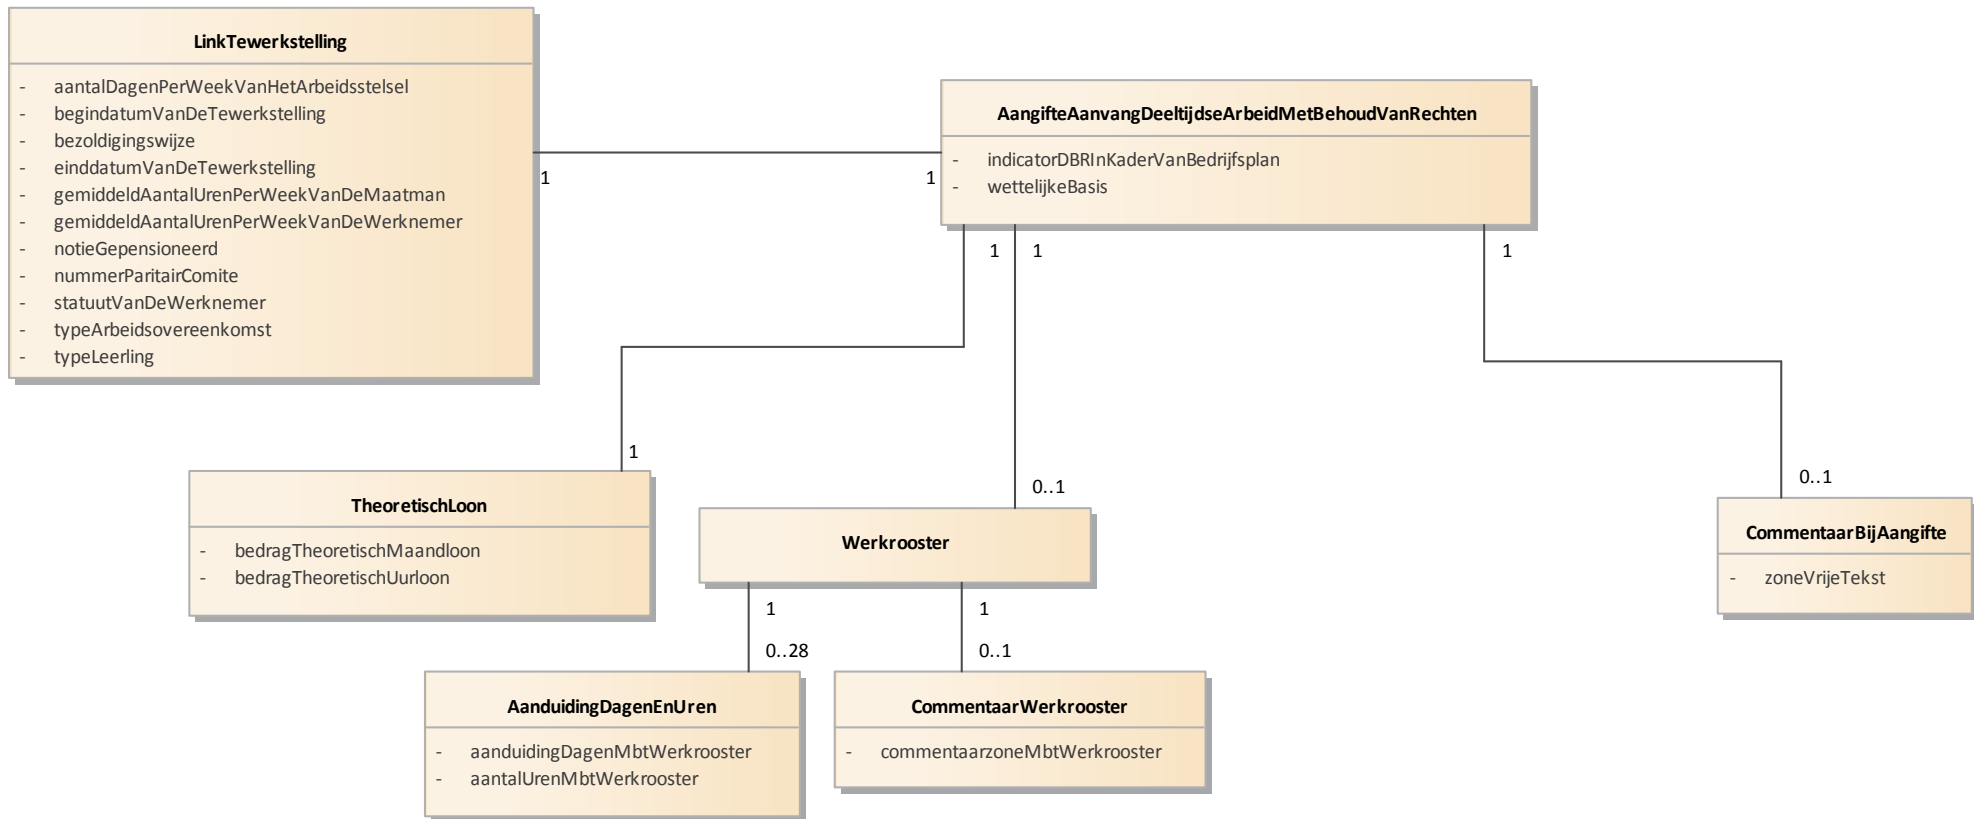 LinkTewerkstelling
- aantalDagenPerWeekVanHetArbeidsstelsel
- begindatumVanDeTewerkstelling
- bezoldigingswijze
- einddatumVanDeTewerkstelling
- gemiddeldAantalUrenPerWeekVanDeMaatman
- gemiddeldAantalUrenPerWeekVanDeWerknemer
- notieGepensioneerd
- nummerParitairComite
- statuutVanDeWerknemer
- typeArbeidsovereenkomst
- typeLeerling
1
1
AangifteAanvangDeeltijdseArbeidMetBehoudVanRechten
- indicatorDBRInKaderVanBedrijfsplan
- wettelijkeBasis
1
1
1
1
0..1
0..1
TheoretischLoon
- bedragTheoretischMaandloon
- bedragTheoretischUurloon
Werkrooster
CommentaarBijAangifte
- zoneVrijeTekst
1
1
0..28
0..1
AanduidingDagenEnUren
- aanduidingDagenMbtWerkrooster
- aantalUrenMbtWerkrooster
CommentaarWerkrooster
- commentaarzoneMbtWerkrooster